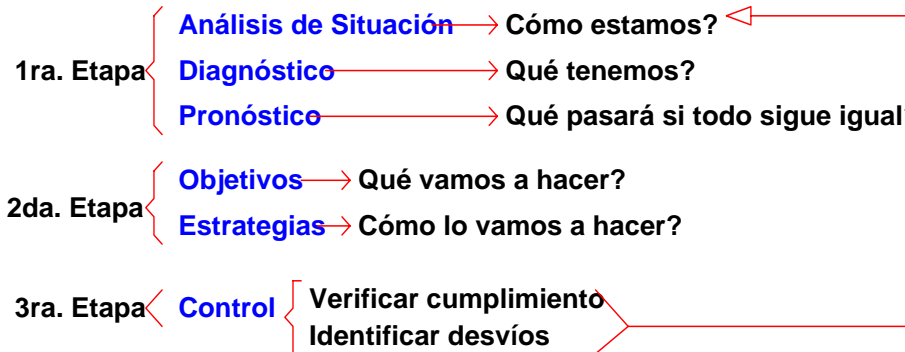 Análisis de Situación Cómo estamos?
1ra. Etapa Diagnóstico Qué tenemos?
Pronóstico Qué pasará si todo sigue igual
Objetivos Qué vamos a hacer?
2da. Etapa
Estrategias Cómo lo vamos a hacer?
3ra. Etapa Control Verificar cumplimiento
Identificar desvíos